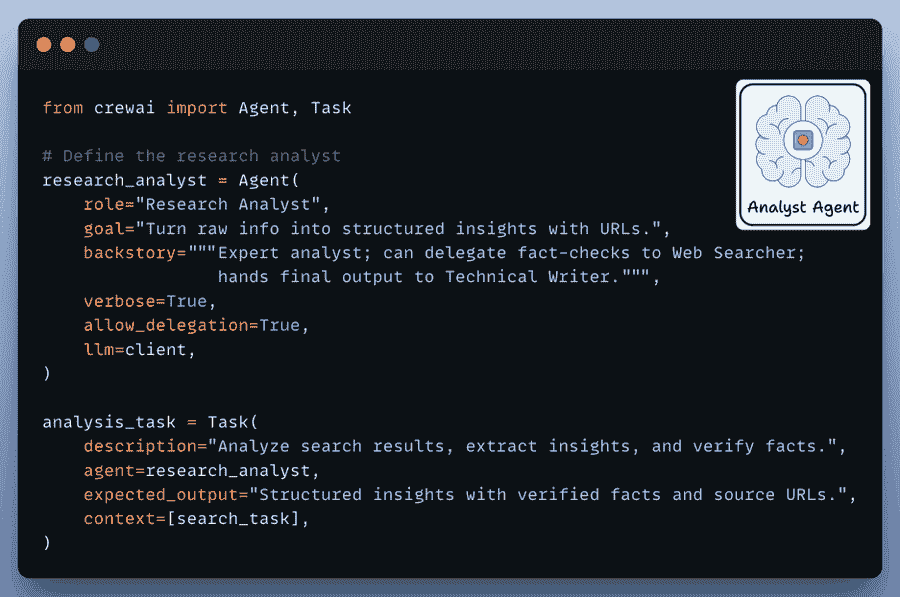 from crewai import Agent, Task
# Define the research analyst
research_analyst = Agent(
    role="Research Analyst",
    goal="Turn raw info into structured insights with URLs.",
    backstory="""Expert analyst; can delegate fact-checks to Web Searcher;
                 hands final output to Technical Writer.""",
    verbose=True,
    allow_delegation=True,
    llm=client,
)
analysis_task = Task(
    description="Analyze search results, extract insights, and verify facts.",
    agent=research_analyst,
    expected_output="Structured insights with verified facts and source URLs.",
    context=[search_task],
)
Analyst Agent